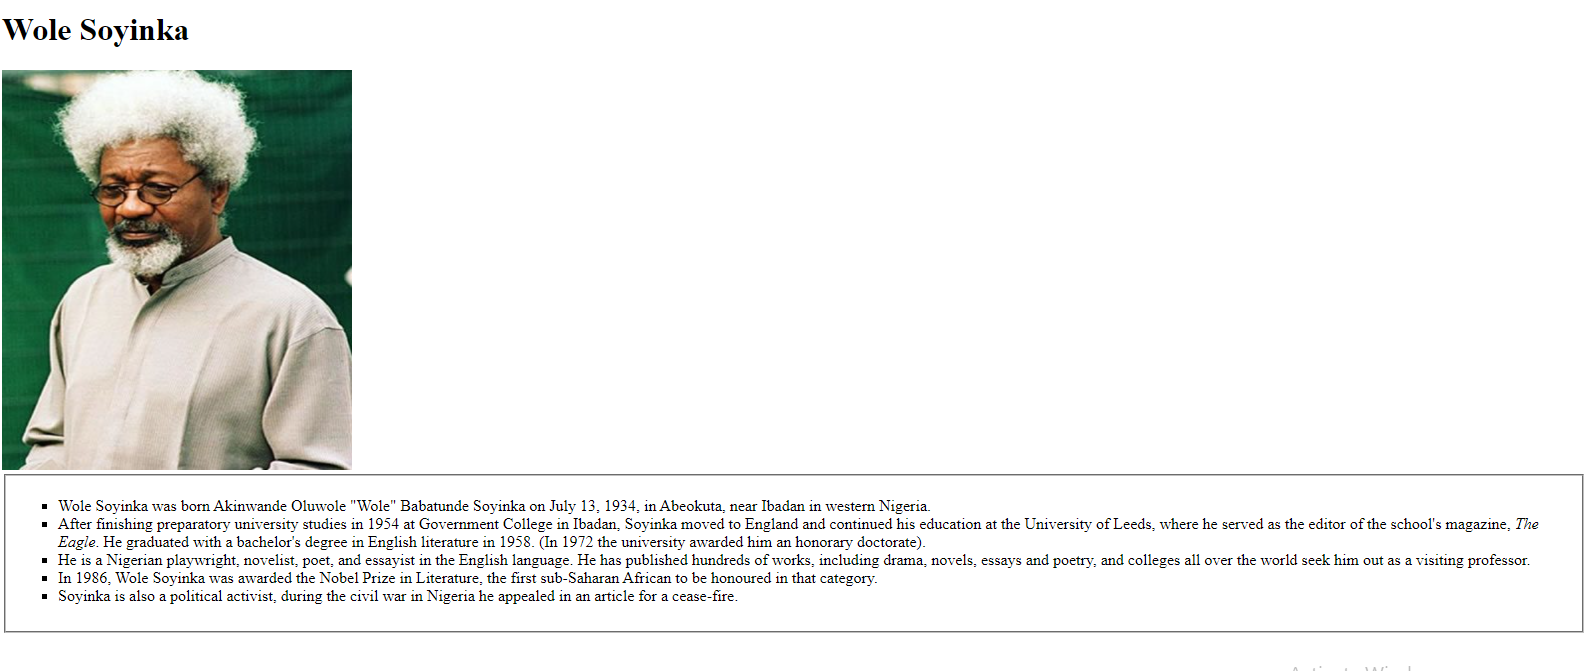 Wole Soyinka
Wole Soyinka was born Akinwande Oluwole "Wole" Babatunde Soyinka on July 13, 1934, in Abeokuta, near Ibadan in western Nigeria.
After finishing preparatory university studies in 1954 at Government College in Ibadan, Soyinka moved to England and continued his education at the University of Leeds, where he served as the editor of the school's magazine, The
Eagle. He graduated with a bachelor's degree in English literature in 1958. (In 1972 the university awarded him an honorary doctorate).
He is a Nigerian playwright, novelist, poet, and essayist in the English language. He has published hundreds of works, including drama, novels, essays and poetry, and colleges all over the world seek him out as a visiting professor.
In 1986, Wole Soyinka was awarded the Nobel Prize in Literature, the first sub-Saharan African to be honoured in that category.
Soyinka is also a political activist, during the civil war in Nigeria he appealed in an article for a cease-fire.